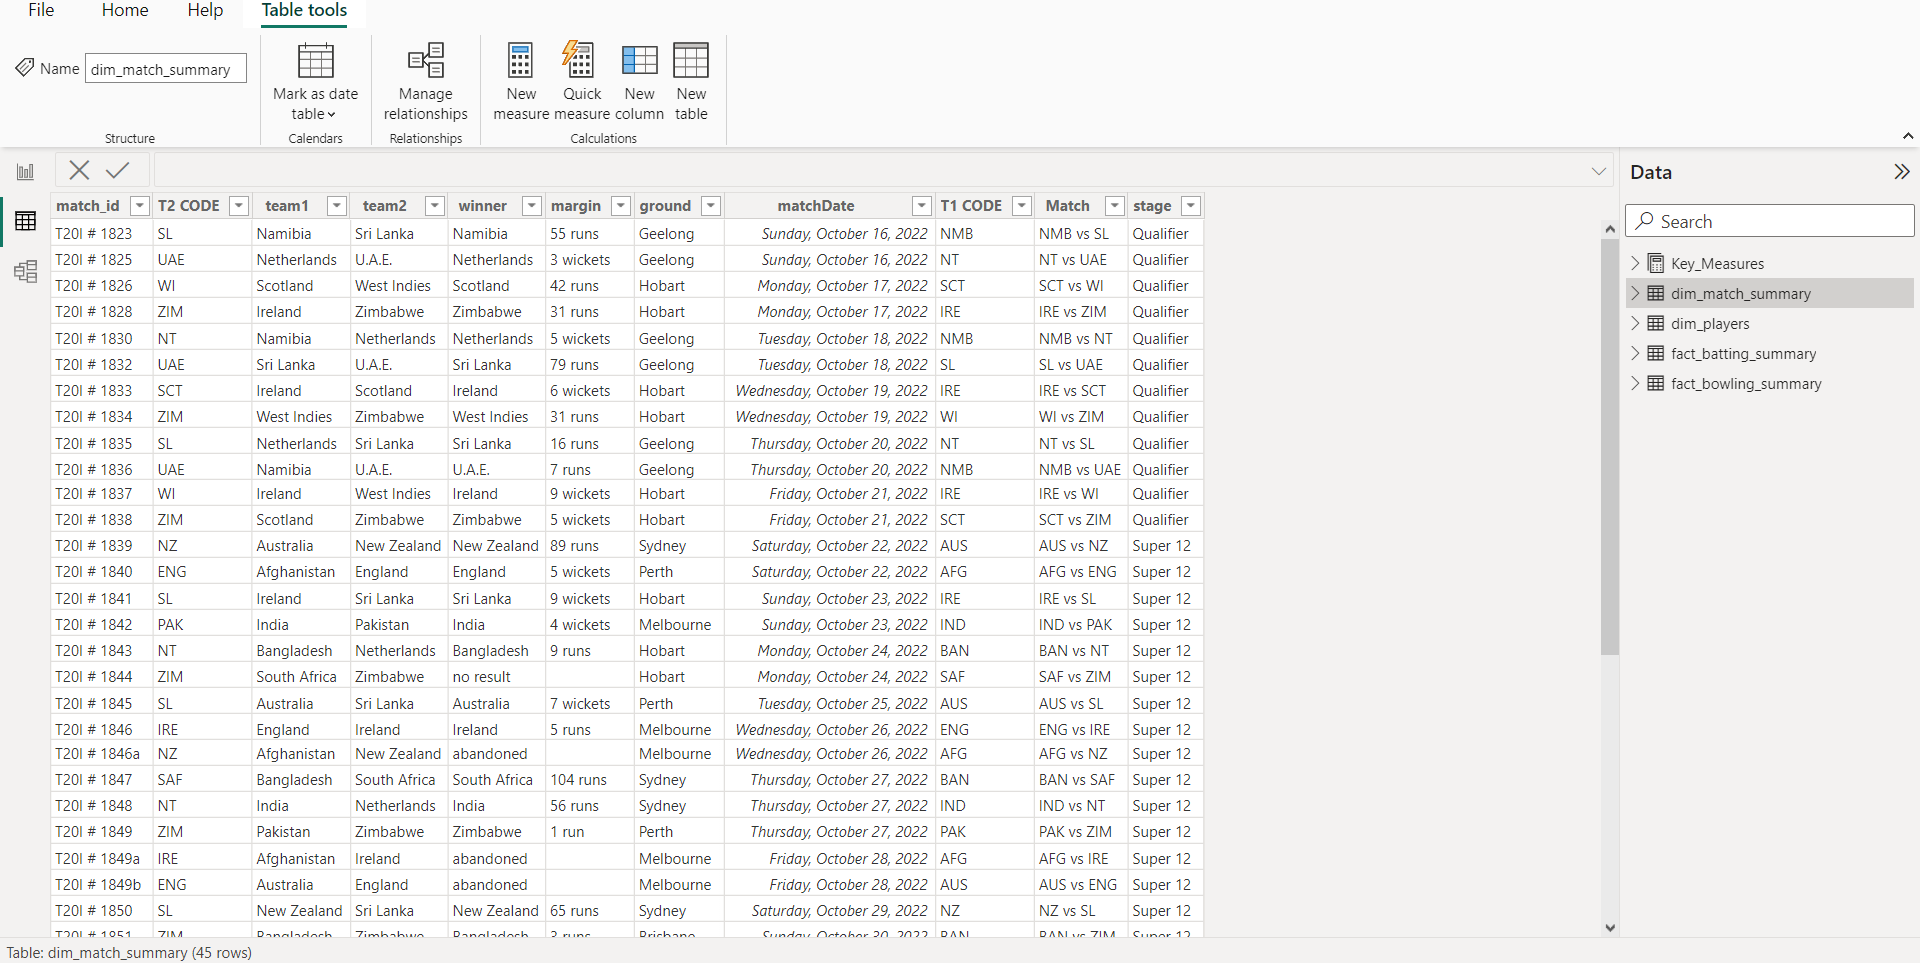 File Home Help Table tools
Name dim_match_summary
Mark as date table
Manage relationships
New measure
Quick measure
New column
New table
Structure Calendars Relationships Calculations
Data
Search
Key_Measures
dim_match_summary
dim_players
fact_batting_summary
fact_bowling_summary
match_id T2 CODE team1 team2 winner margin ground matchDate T1 CODE Match stage
T20I # 1823 SL Namibia Sri Lanka Namibia 55 runs Geelong Sunday, October 16, 2022 NMB NMB vs SL Qualifier
T20I # 1825 UAE Netherlands U.A.E. Netherlands 3 wickets Geelong Sunday, October 16, 2022 NT NT vs UAE Qualifier
T20I # 1826 WI Scotland West Indies Scotland 42 runs Hobart Monday, October 17, 2022 SCT SCT vs WI Qualifier
T20I # 1828 ZIM Ireland Zimbabwe Zimbabwe 31 runs Hobart Monday, October 17, 2022 IRE IRE vs ZIM Qualifier
T20I # 1830 NT Namibia Netherlands Netherlands 5 wickets Geelong Tuesday, October 18, 2022 NMB NMB vs NT Qualifier
T20I # 1832 UAE Sri Lanka U.A.E. Sri Lanka 79 runs Geelong Tuesday, October 18, 2022 SL SL vs UAE Qualifier
T20I # 1833 SCT Ireland Scotland Ireland 6 wickets Hobart Wednesday, October 19, 2022 IRE IRE vs SCT Qualifier
T20I # 1834 ZIM West Indies Zimbabwe West Indies 31 runs Hobart Wednesday, October 19, 2022 WI WI vs ZIM Qualifier
T20I # 1835 SL Netherlands Sri Lanka Sri Lanka 16 runs Geelong Thursday, October 20, 2022 NT NT vs SL Qualifier
T20I # 1836 UAE Namibia U.A.E. U.A.E. 7 runs Geelong Thursday, October 20, 2022 NMB NMB vs UAE Qualifier
T20I # 1837 WI Ireland West Indies Ireland 9 wickets Hobart Friday, October 21, 2022 IRE IRE vs WI Qualifier
T20I # 1838 ZIM Scotland Zimbabwe Zimbabwe 5 wickets Hobart Friday, October 21, 2022 SCT SCT vs ZIM Qualifier
T20I # 1839 NZ Australia New Zealand New Zealand 89 runs Sydney Saturday, October 22, 2022 AUS AUS vs NZ Super 12
T20I # 1840 ENG Afghanistan England England 5 wickets Perth Saturday, October 22, 2022 AFG AFG vs ENG Super 12
T20I # 1841 SL Ireland Sri Lanka Sri Lanka 9 wickets Hobart Sunday, October 23, 2022 IRE IRE vs SL Super 12
T20I # 1842 PAK India Pakistan India 4 wickets Melbourne Sunday, October 23, 2022 IND IND vs PAK Super 12
T20I # 1843 NT Bangladesh Netherlands Bangladesh 9 runs Hobart Monday, October 24, 2022 BAN BAN vs NT Super 12
T20I # 1844 ZIM South Africa Zimbabwe no result Hobart Monday, October 24, 2022 SAF SAF vs ZIM Super 12
T20I # 1845 SL Australia Sri Lanka Australia 7 wickets Perth Tuesday, October 25, 2022 AUS AUS vs SL Super 12
T20I # 1846 IRE England Ireland Ireland 5 runs Melbourne Wednesday, October 26, 2022 ENG ENG vs IRE Super 12
T20I # 1846a NZ Afghanistan New Zealand abandoned Melbourne Wednesday, October 26, 2022 AFG AFG vs NZ Super 12
T20I # 1847 SAF Bangladesh South Africa South Africa 104 runs Sydney Thursday, October 27, 2022 BAN BAN vs SAF Super 12
T20I # 1848 NT India Netherlands India 56 runs Sydney Thursday, October 27, 2022 IND IND vs NT Super 12
T20I # 1849 ZIM Pakistan Zimbabwe Zimbabwe 1 run Perth Thursday, October 27, 2022 PAK PAK vs ZIM Super 12
T20I # 1849a IRE Afghanistan Ireland abandoned Melbourne Friday, October 28, 2022 AFG AFG vs IRE Super 12
T20I # 1849b ENG Australia England abandoned Melbourne Friday, October 28, 2022 AUS AUS vs ENG Super 12
T20I # 1850 SL New Zealand Sri Lanka New Zealand 65 runs Sydney Saturday, October 29, 2022 NZ NZ vs SL Super 12
T20I # 1851 ZIM Bangladesh Zimbabwe Bangladesh 3 runs Brisbane Sunday, October 30, 2022 BAN BAN vs ZIM Super 12
Table: dim_match_summary (45 rows)